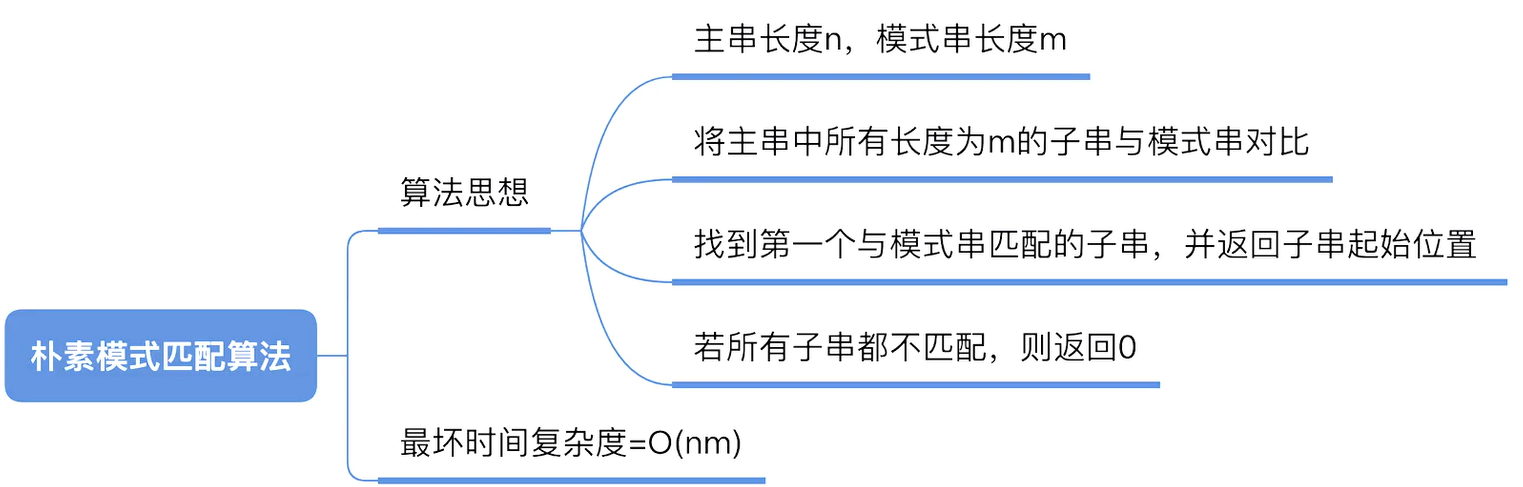 朴素模式匹配算法
算法思想
主串长度n，模式串长度m
将主串中所有长度为m的子串与模式串对比
找到第一个与模式串匹配的子串，并返回子串起始位置
若所有子串都不匹配，则返回0
最坏时间复杂度=O(nm)